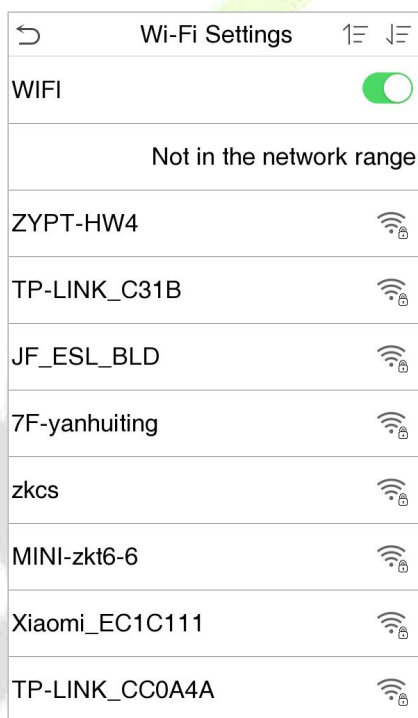 Wi-Fi Settings
WIFI
Not in the network range
ZYPT-HW4
TP-LINK_C31B
JF_ESL_BLD
7F-yanhuiting
zkcs
MINI-zkt6-6
Xiaomi_EC1C111
TP-LINK_CC0A4A